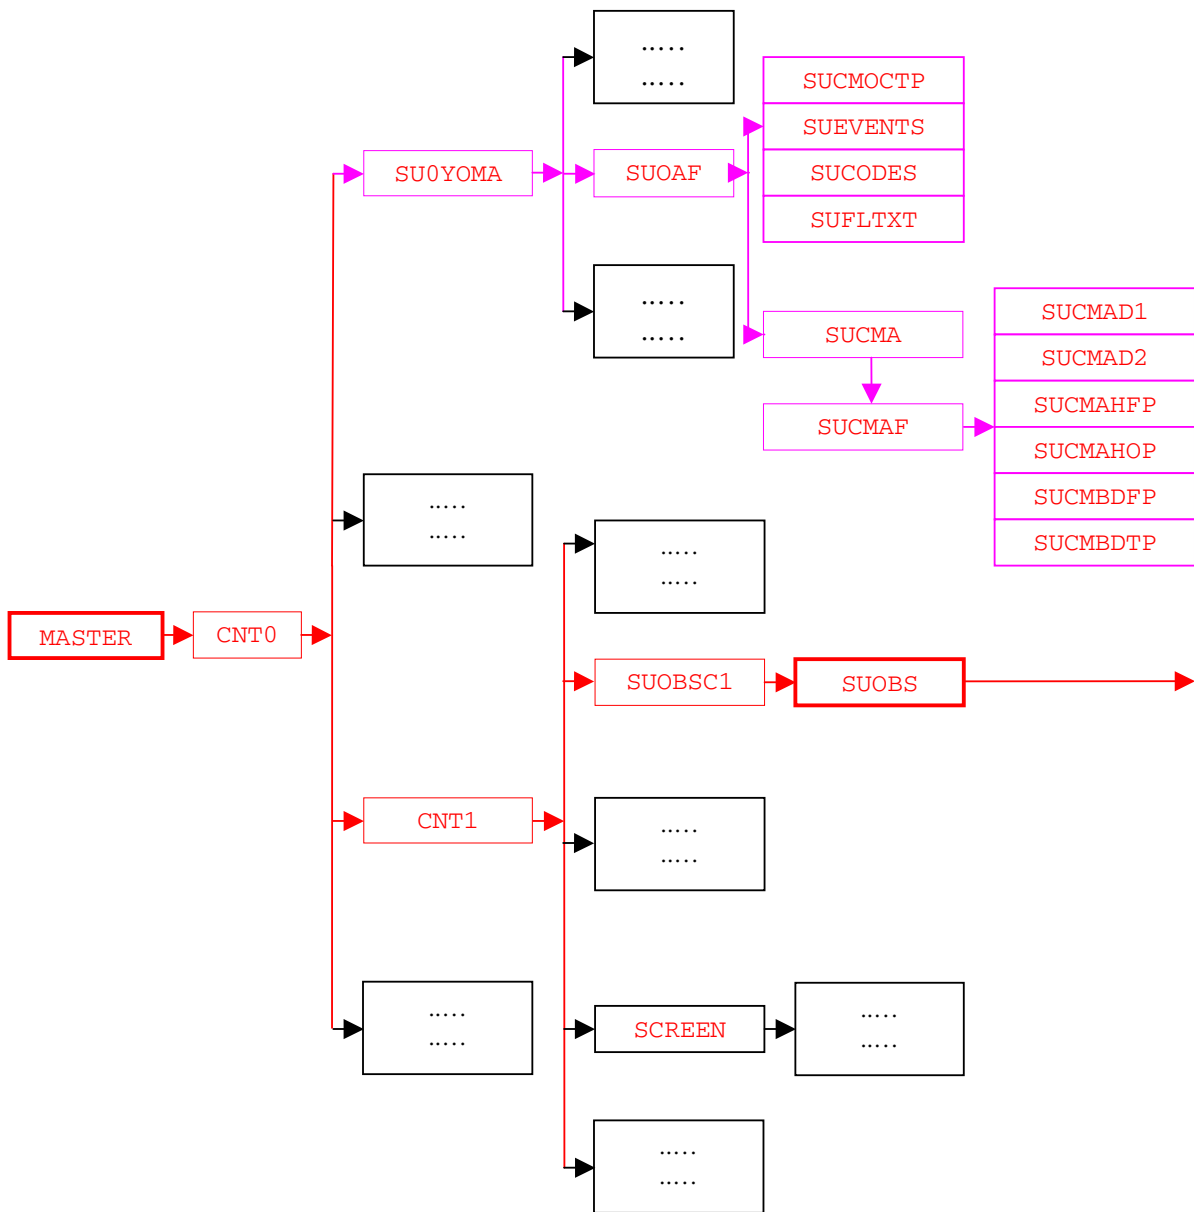 .....
.....
SUCMOCTP
SUEVENTS
SU0YOMA
SUOAF
SUCODES
SUFLTXT
.....
.....
SUCMA
SUCMAD1
SUCMAD2
SUCMAF
SUCMAHFP
SUCMAHOP
SUCMBDFP
SUCMBDTP
.....
.....
.....
.....
MASTER
CNT0
SUOBSC1
SUOBS
CNT1
.....
.....
.....
.....
SCREEN
.....
.....
.....
.....